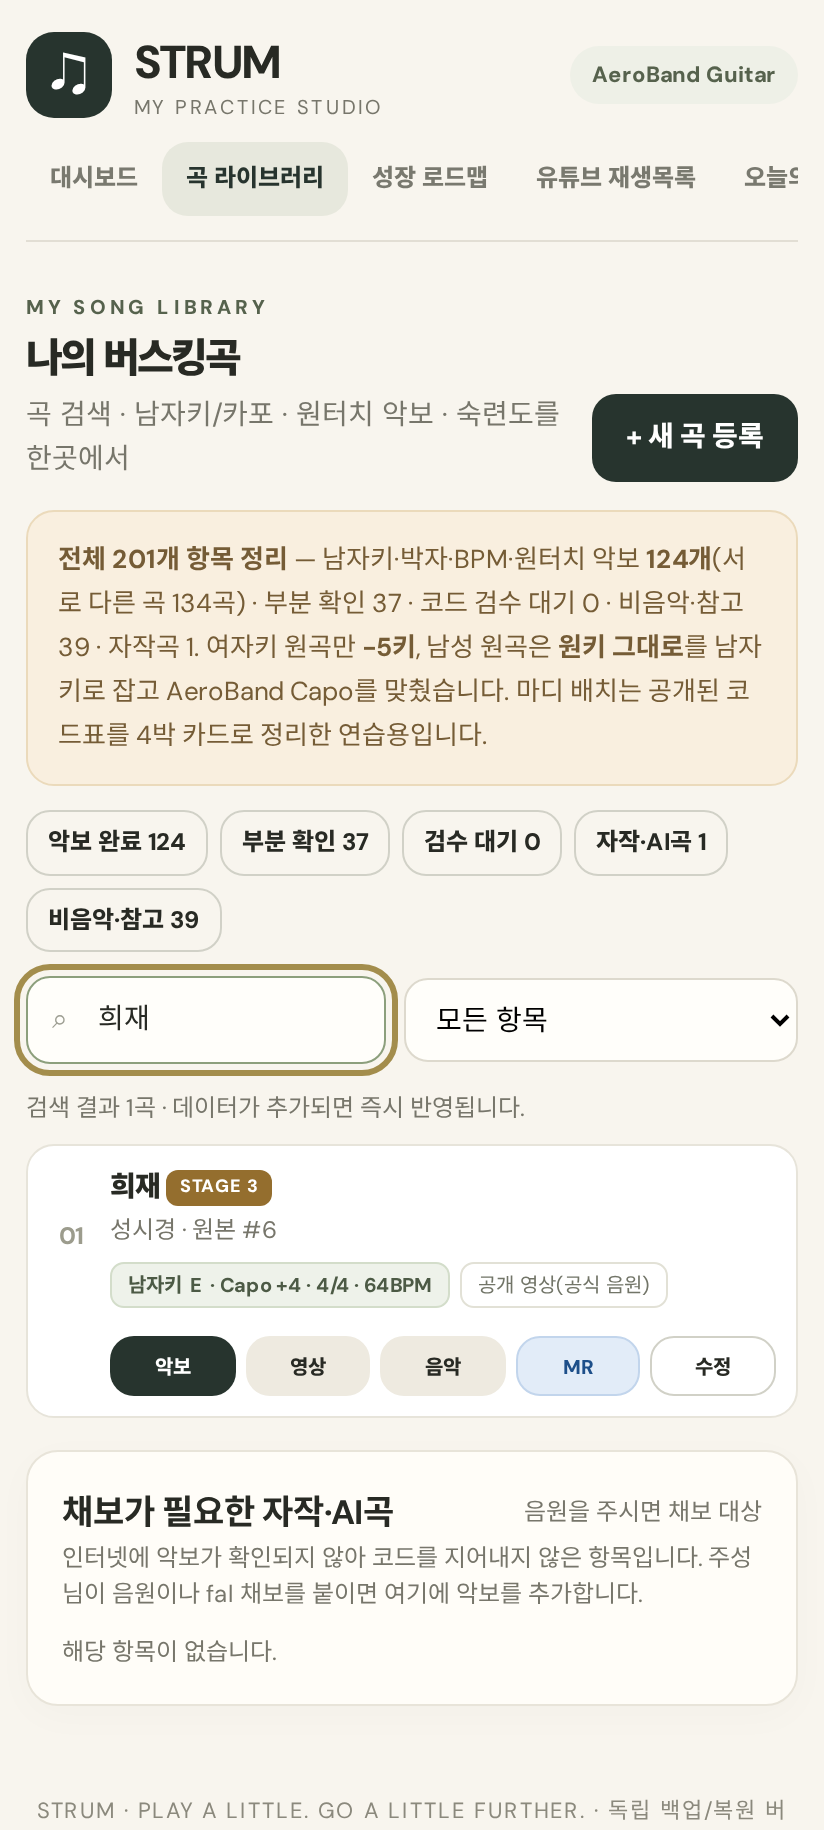 STRUM
MY PRACTICE STUDIO
AeroBand Guitar
대시보드 곡 라이브러리 성장 로드맵 유튜브 재생목록 오늘의
MY SONG LIBRARY
나의 버스킹곡
곡 검색 · 남자키/카포 · 원터치 악보 · 숙련도를
한곳에서
+ 새 곡 등록
전체 201개 항목 정리 — 남자키·박자·BPM·원터치 악보 124개(서
로 다른 곡 134곡) · 부분 확인 37 · 코드 검수 대기 0 · 비음악·참고
39 · 자작곡 1. 여자키 원곡만 -5키, 남성 원곡은 원키 그대로를 남자
키로 잡고 AeroBand Capo를 맞췄습니다. 마디 배치는 공개된 코
드표를 4박 카드로 정리한 연습용입니다.
악보 완료 124 부분 확인 37 검수 대기 0 자작·AI곡 1
비음악·참고 39
⌕ 희재 모든 항목
검색 결과 1곡 · 데이터가 추가되면 즉시 반영됩니다.
01
희재 STAGE 3
성시경 · 원본 #6
남자키 E · Capo +4 · 4/4 · 64BPM 공개 영상(공식 음원)
악보 영상 음악 MR 수정
채보가 필요한 자작·AI곡 음원을 주시면 채보 대상
인터넷에 악보가 확인되지 않아 코드를 지어내지 않은 항목입니다. 주성
님이 음원이나 fal 채보를 붙이면 여기에 악보를 추가합니다.
해당 항목이 없습니다.
STRUM · PLAY A LITTLE. GO A LITTLE FURTHER. · 독립 백업/복원 버